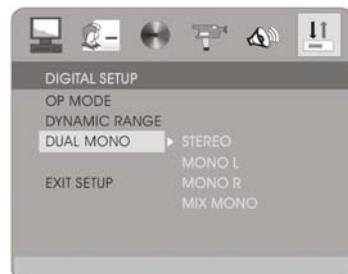 DIGITAL SETUP
OP MODE
DYNAMIC RANGE
DUAL MONO STEREO
MONO L
EXIT SETUP MONO R
MIX MONO